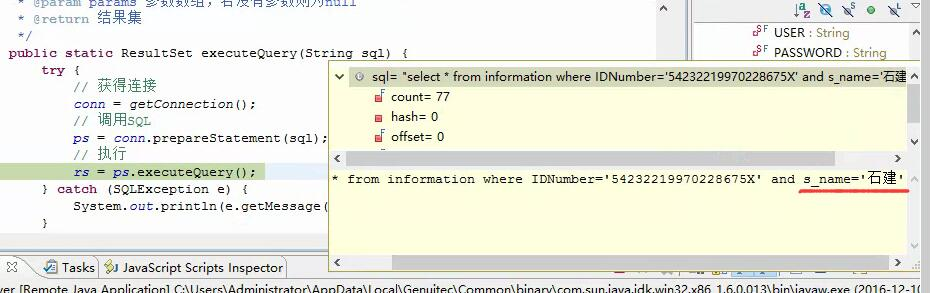 * @param params 参数数组，若没有参数则为null
* @return 结果集
*/
public static ResultSet executeQuery(String sql) {
try {
// 获得连接
conn = getConnection();
// 调用SQL
ps = conn.prepareStatement(sql);
// 执行
rs = ps.executeQuery();
} catch (SQLException e) {
System.out.println(e.getMessage(
}
USER : String
PASSWORD : String
sql= "select * from information where IDNumber='54232219970228675X' and s_name='石建
count= 77
hash= 0
offset= 0
* from information where IDNumber='54232219970228675X' and s_name='石建'
Tasks JavaScript Scripts Inspector
ver [Remote Java Application] C:\Users\Administrator\AppData\Local\Genuitec\Common\binary\com.sun.java.jdk.win32.x86_1.6.0.013\bin\javaw.exe (2016-12-10